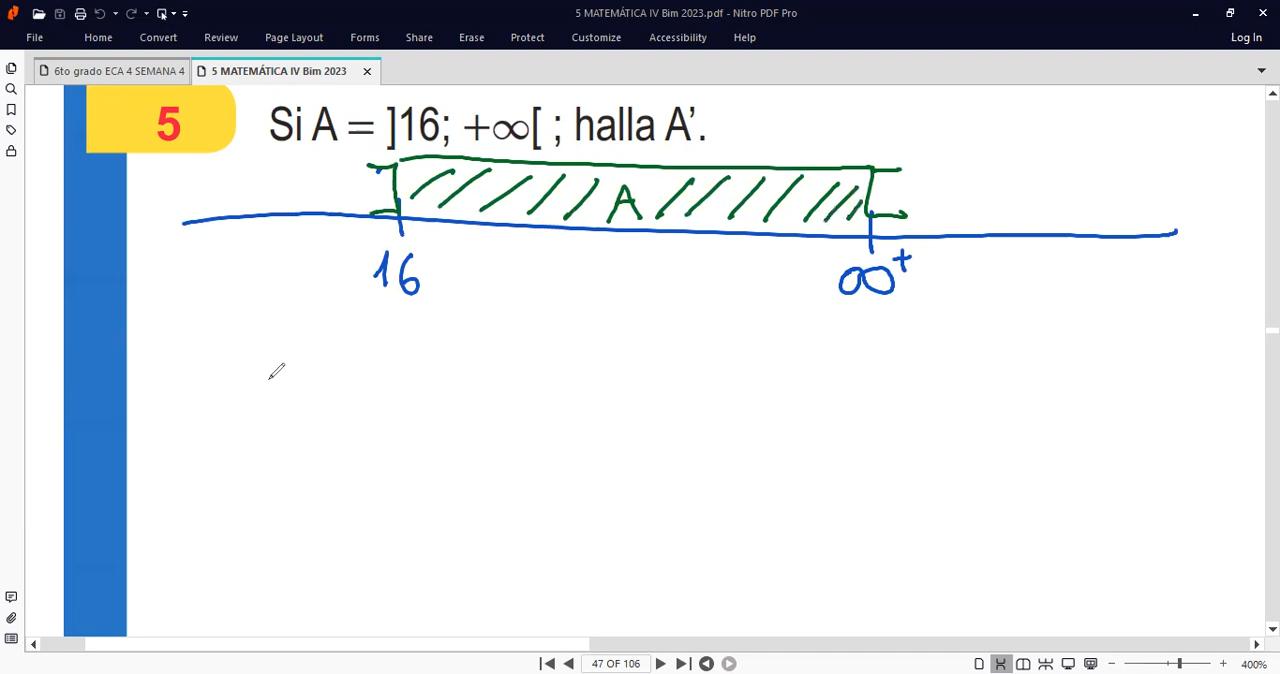 5 MATEMÁTICA IV Bim 2023.pdf - Nitro PDF Pro
File Home Convert Review Page Layout Forms Share Erase Protect Customize Accessibility Help Log In
6to grado ECA 4 SEMANA 4 5 MATEMÁTICA IV Bim 2023
5 Si A = ]16; +∞[ ; halla A’.
A
16 ∞+
47 OF 106 400%